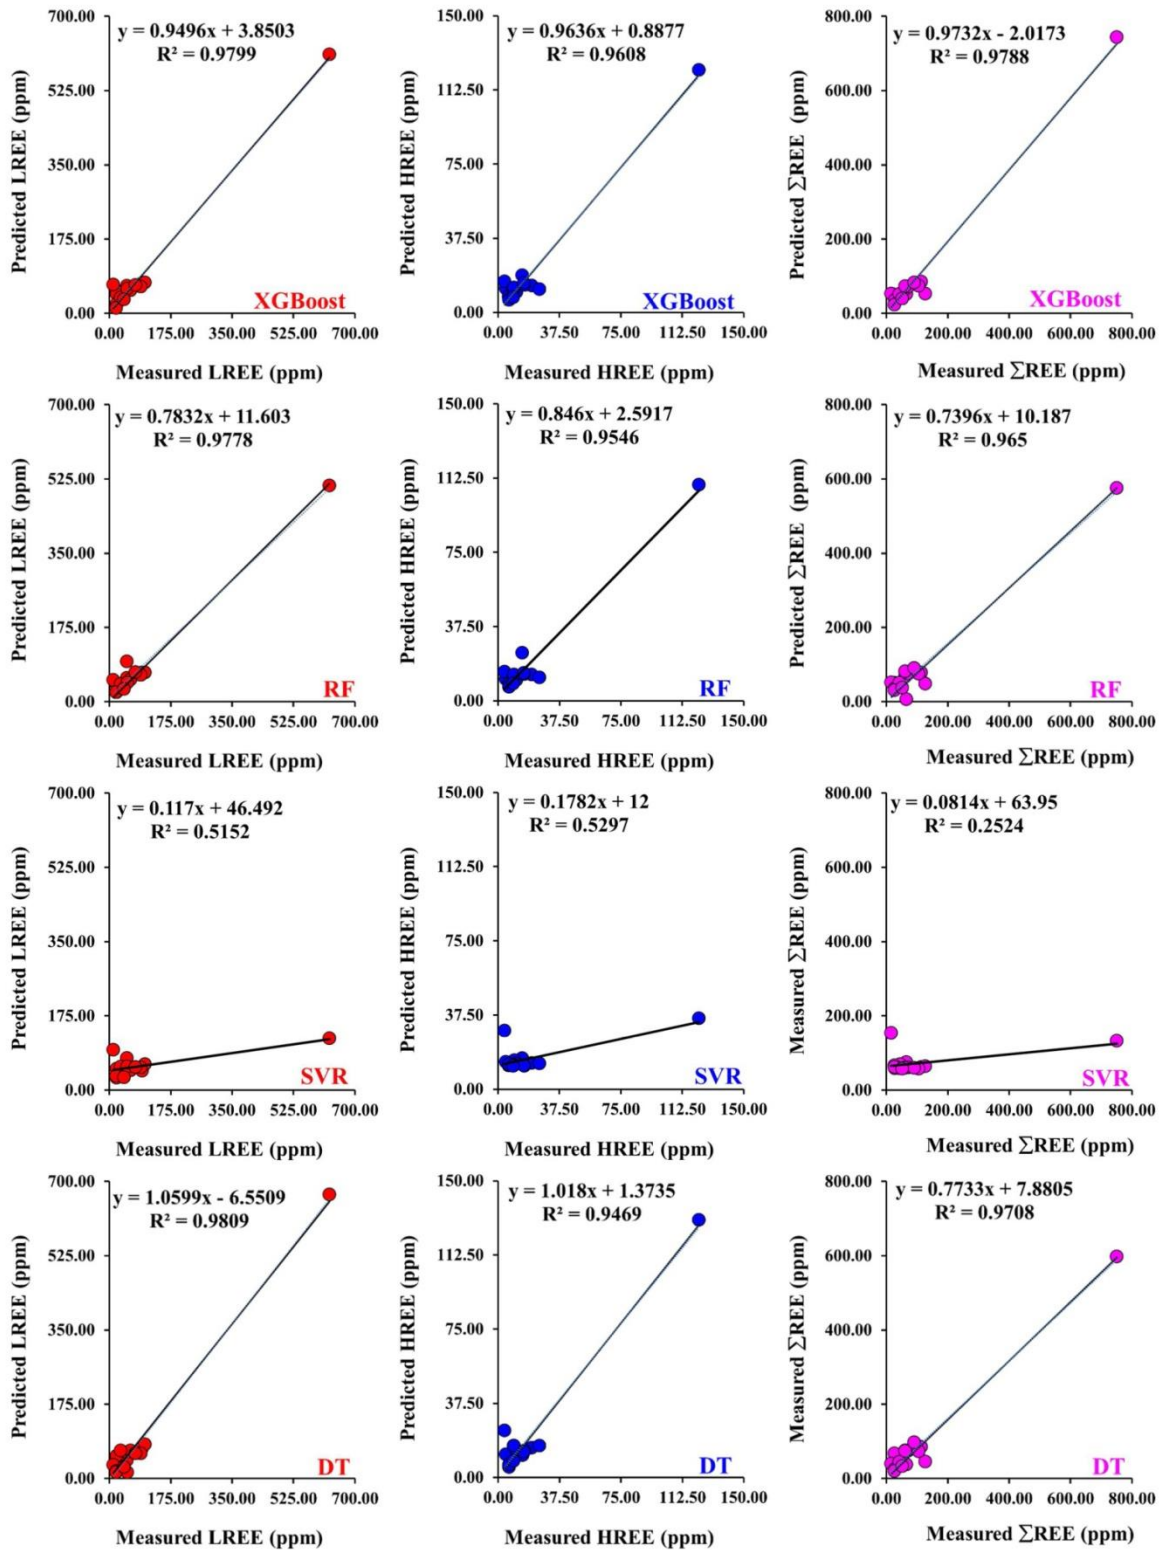 y = 0.9496x + 3.8503
R² = 0.9799
700.00
525.00
350.00
175.00
0.00
Predicted LREE (ppm)
XGBoost
0.00 175.00 350.00 525.00 700.00
Measured LREE (ppm)
y = 0.9636x + 0.8877
R² = 0.9608
150.00
112.50
75.00
37.50
0.00
Predicted HREE (ppm)
XGBoost
0.00 37.50 75.00 112.50 150.00
Measured HREE (ppm)
y = 0.9732x - 2.0173
R² = 0.9788
800.00
600.00
400.00
200.00
0.00
Predicted ∑REE (ppm)
XGBoost
0.00 200.00 400.00 600.00 800.00
Measured ∑REE (ppm)
y = 0.7832x + 11.603
R² = 0.9778
700.00
525.00
350.00
175.00
0.00
Predicted LREE (ppm)
RF
0.00 175.00 350.00 525.00 700.00
Measured LREE (ppm)
y = 0.846x + 2.5917
R² = 0.9546
150.00
112.50
75.00
37.50
0.00
Predicted HREE (ppm)
RF
0.00 37.50 75.00 112.50 150.00
Measured HREE (ppm)
y = 0.7396x + 10.187
R² = 0.965
800.00
600.00
400.00
200.00
0.00
Predicted ∑REE (ppm)
RF
0.00 200.00 400.00 600.00 800.00
Measured ∑REE (ppm)
y = 0.117x + 46.492
R² = 0.5152
700.00
525.00
350.00
175.00
0.00
Predicted LREE (ppm)
SVR
0.00 175.00 350.00 525.00 700.00
Measured LREE (ppm)
y = 0.1782x + 12
R² = 0.5297
150.00
112.50
75.00
37.50
0.00
Predicted HREE (ppm)
SVR
0.00 37.50 75.00 112.50 150.00
Measured HREE (ppm)
y = 0.0814x + 63.95
R² = 0.2524
800.00
600.00
400.00
200.00
0.00
Measured ∑REE (ppm)
SVR
0.00 200.00 400.00 600.00 800.00
Measured ∑REE (ppm)
y = 1.0599x - 6.5509
R² = 0.9809
700.00
525.00
350.00
175.00
0.00
Predicted LREE (ppm)
DT
0.00 175.00 350.00 525.00 700.00
Measured LREE (ppm)
y = 1.018x + 1.3735
R² = 0.9469
150.00
112.50
75.00
37.50
0.00
Predicted HREE (ppm)
DT
0.00 37.50 75.00 112.50 150.00
Measured HREE (ppm)
y = 0.7733x + 7.8805
R² = 0.9708
800.00
600.00
400.00
200.00
0.00
Measured ∑REE (ppm)
DT
0.00 200.00 400.00 600.00 800.00
Measured ∑REE (ppm)